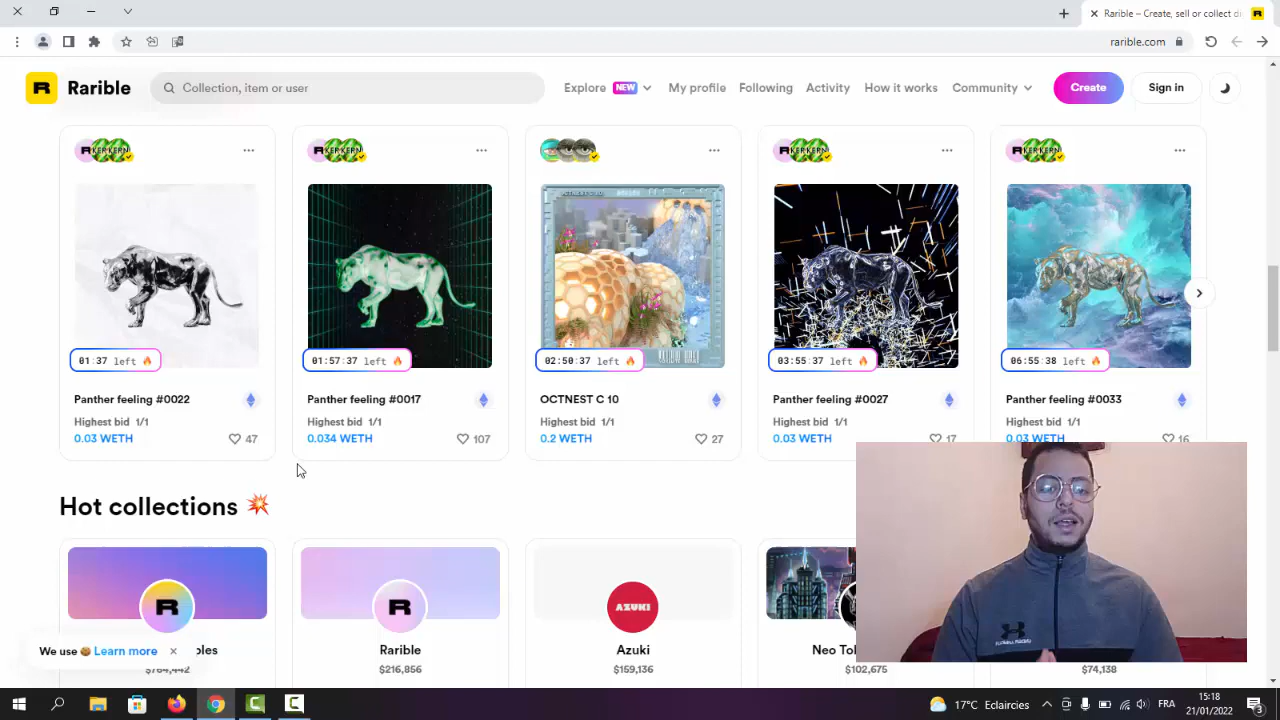 Rarible – Create, sell or collect di
rarible.com
R Rarible
Collection, item or user
Explore NEW
My profile
Following
Activity
How it works
Community
Create
Sign in
01:37 left
01:57:37 left
02:50:37 left
03:55:37 left
06:55:38 left
Panther feeling #0022
Highest bid 1/1
0.03 WETH
47
Panther feeling #0017
Highest bid 1/1
0.034 WETH
107
OCTNEST C 10
Highest bid 1/1
0.2 WETH
27
Panther feeling #0027
Highest bid 1/1
0.03 WETH
17
Panther feeling #0033
Highest bid 1/1
0.03 WETH
16
Hot collections
R
R
AZUKI
We use Learn more
bles
$764,442
Rarible
$216,856
Azuki
$159,136
Neo To
$102,675
$74,138
17°C Eclaircies
FRA
15:18
21/01/2022
3